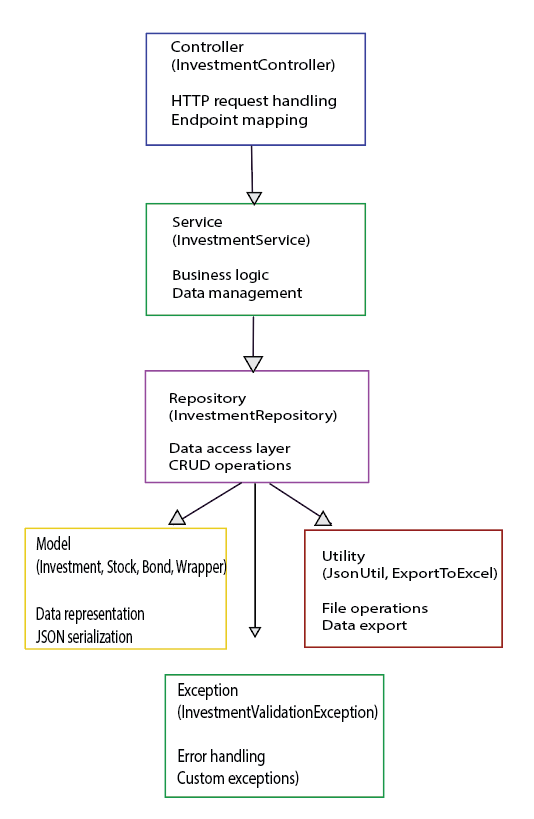 Controller
(InvestmentController)
HTTP request handling
Endpoint mapping
Service
(InvestmentService)
Business logic
Data management
Repository
(InvestmentRepository)
Data access layer
CRUD operations
Model
(Investment, Stock, Bond, Wrapper)
Data representation
JSON serialization
Utility
(JsonUtil, ExportToExcel)
File operations
Data export
Exception
(InvestmentValidationException)
Error handling
Custom exceptions)